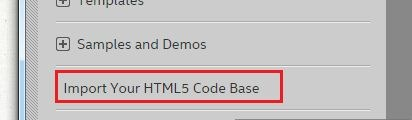 Templates
Samples and Demos
Import Your HTML5 Code Base